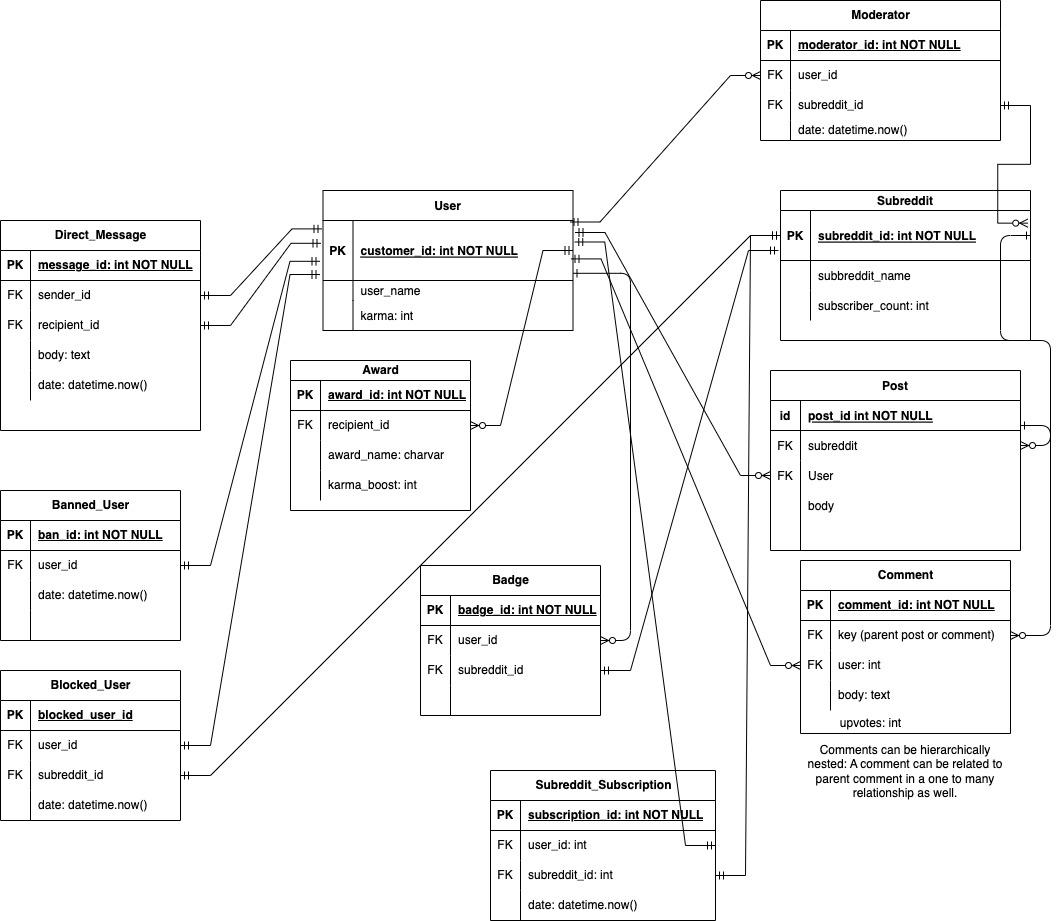 Moderator
PK moderator_id: int NOT NULL
FK user_id
FK subreddit_id
date: datetime.now()
User
PK customer_id: int NOT NULL
user_name
karma: int
Subreddit
PK subreddit_id: int NOT NULL
subbreddit_name
subscriber_count: int
Direct_Message
PK message_id: int NOT NULL
FK sender_id
FK recipient_id
body: text
date: datetime.now()
Award
PK award_id: int NOT NULL
FK recipient_id
award_name: charvar
karma_boost: int
Post
id post_id int NOT NULL
FK subreddit
FK User
body
Banned_User
PK ban_id: int NOT NULL
FK user_id
date: datetime.now()
Badge
PK badge_id: int NOT NULL
FK user_id
FK subreddit_id
Comment
PK comment_id: int NOT NULL
FK key (parent post or comment)
FK user: int
body: text
upvotes: int
Comments can be hierarchically
nested: A comment can be related to
parent comment in a one to many
relationship as well.
Blocked_User
PK blocked_user_id
FK user_id
FK subreddit_id
date: datetime.now()
Subreddit_Subscription
PK subscription_id: int NOT NULL
FK user_id: int
FK subreddit_id: int
date: datetime.now()